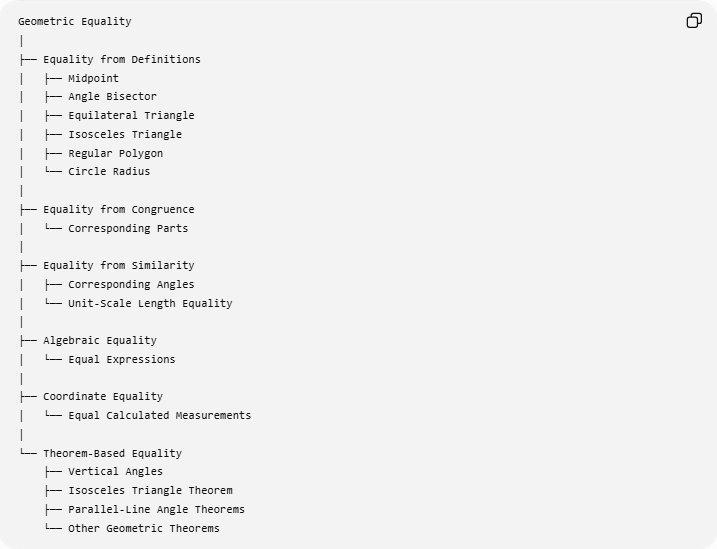 Geometric Equality
│
├── Equality from Definitions
│   ├── Midpoint
│   ├── Angle Bisector
│   ├── Equilateral Triangle
│   ├── Isosceles Triangle
│   ├── Regular Polygon
│   └── Circle Radius
│
├── Equality from Congruence
│   └── Corresponding Parts
│
├── Equality from Similarity
│   ├── Corresponding Angles
│   └── Unit-Scale Length Equality
│
├── Algebraic Equality
│   └── Equal Expressions
│
├── Coordinate Equality
│   └── Equal Calculated Measurements
│
└── Theorem-Based Equality
    ├── Vertical Angles
    ├── Isosceles Triangle Theorem
    ├── Parallel-Line Angle Theorems
    └── Other Geometric Theorems